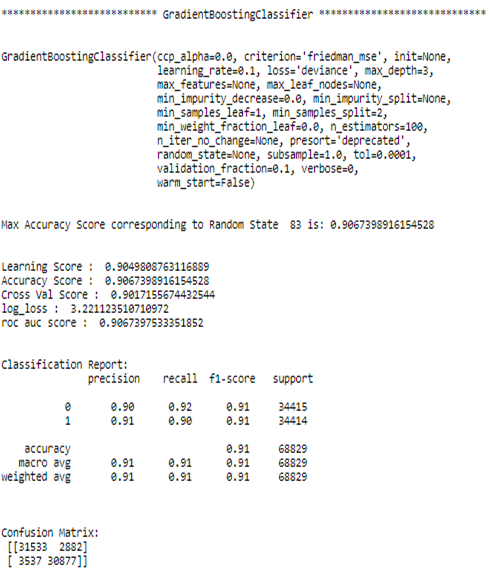 **************************** GradientBoostingClassifier ****************************
GradientBoostingClassifier(ccp_alpha=0.0, criterion='friedman_mse', init=None,
learning_rate=0.1, loss='deviance', max_depth=3,
max_features=None, max_leaf_nodes=None,
min_impurity_decrease=0.0, min_impurity_split=None,
min_samples_leaf=1, min_samples_split=2,
min_weight_fraction_leaf=0.0, n_estimators=100,
n_iter_no_change=None, presort='deprecated',
random_state=None, subsample=1.0, tol=0.0001,
validation_fraction=0.1, verbose=0,
warm_start=False)
Max Accuracy Score corresponding to Random State  83 is: 0.9067398916154528
Learning Score :  0.9049808763116889
Accuracy Score :  0.9067398916154528
Cross Val Score :  0.9017155674432544
log_loss :  3.221123510710972
roc auc score :  0.9067397533351852
Classification Report:
precision    recall  f1-score   support
0       0.90      0.92      0.91     34415
1       0.91      0.90      0.91     34414
accuracy                           0.91     68829
macro avg       0.91      0.91      0.91     68829
weighted avg       0.91      0.91      0.91     68829
Confusion Matrix:
[[31533  2882]
[ 3537 30877]]